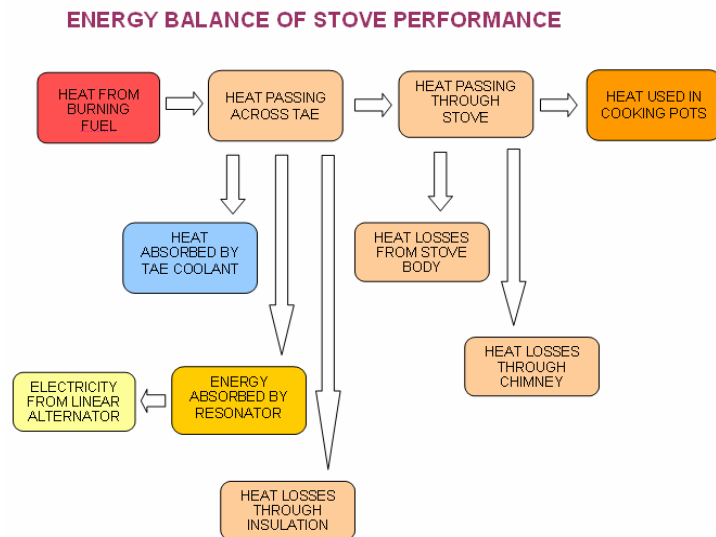 ENERGY BALANCE OF STOVE PERFORMANCE
HEAT FROM
BURNING
FUEL
HEAT PASSING
ACROSS TAE
HEAT PASSING
THROUGH
STOVE
HEAT USED IN
COOKING POTS
HEAT
ABSORBED BY
TAE COOLANT
HEAT LOSSES
FROM STOVE
BODY
HEAT LOSSES
THROUGH
CHIMNEY
ELECTRICITY
FROM LINEAR
ALTERNATOR
ENERGY
ABSORBED BY
RESONATOR
HEAT LOSSES
THROUGH
INSULATION